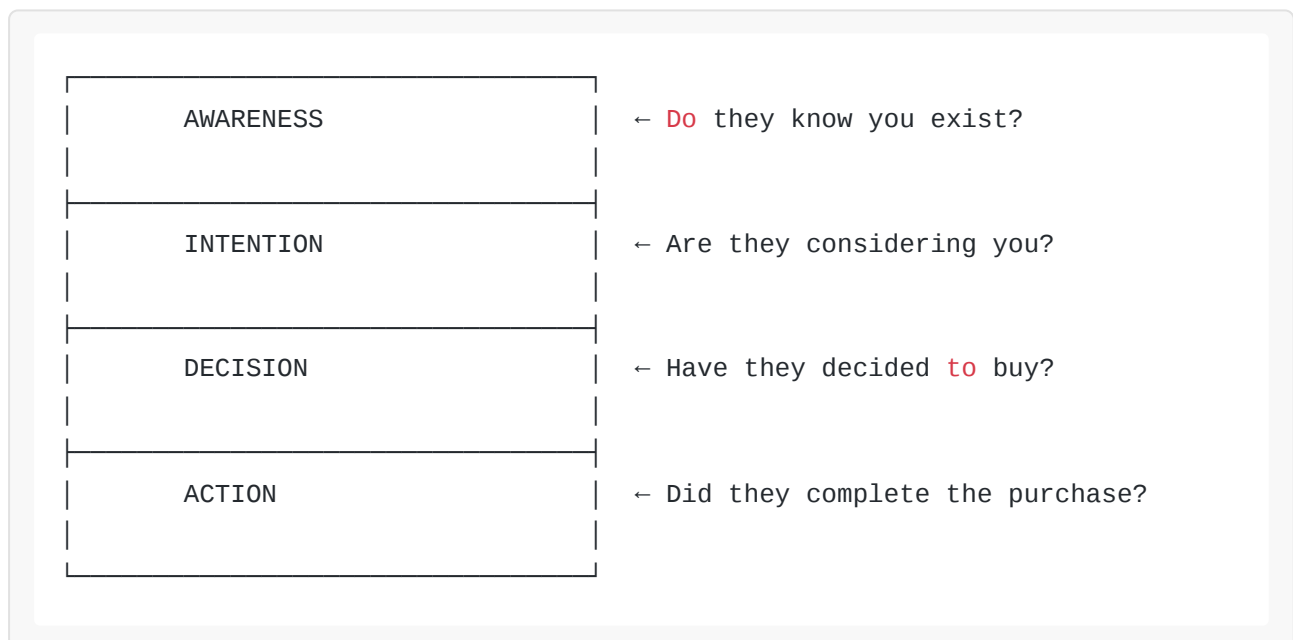 AWARENESS ← Do they know you exist?
INTENTION ← Are they considering you?
DECISION ← Have they decided to buy?
ACTION ← Did they complete the purchase?